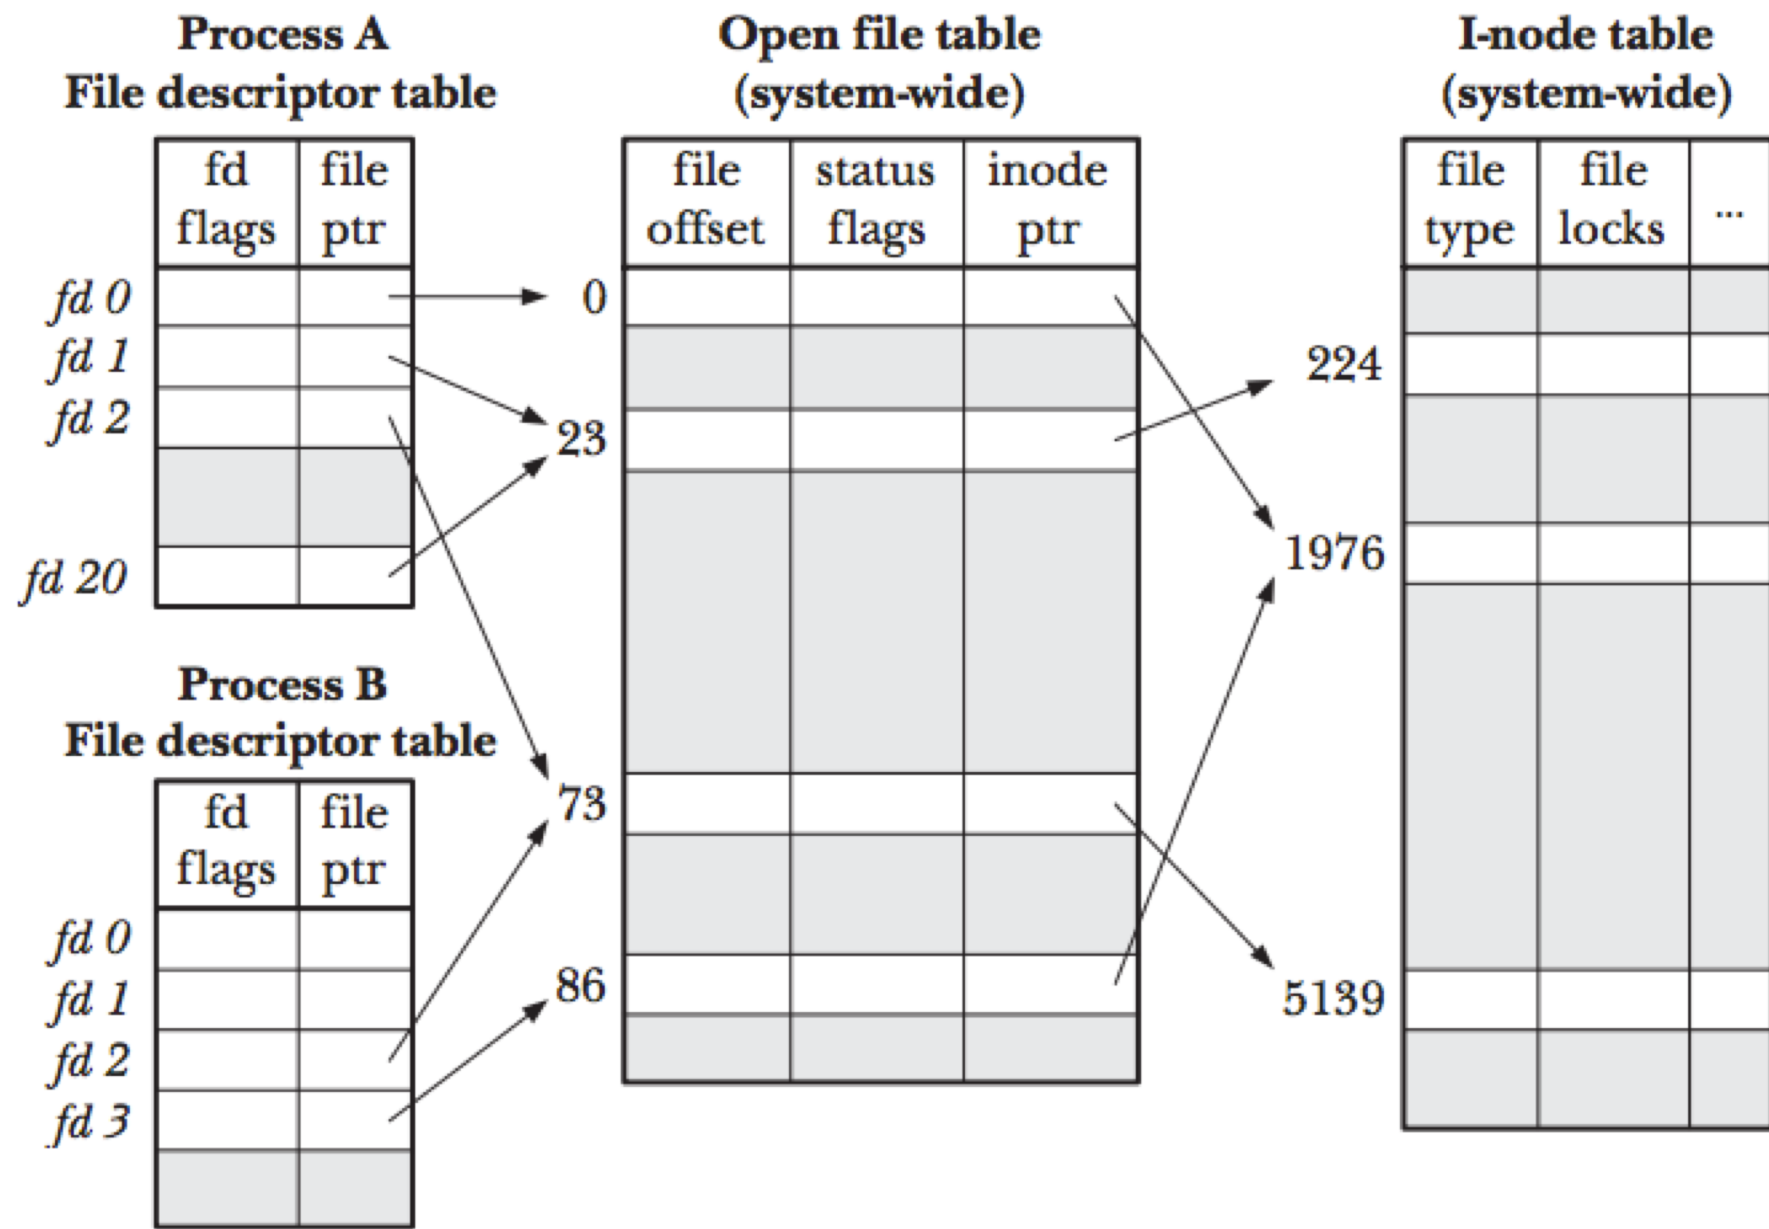 Process A
File descriptor table
fd
flags
file
ptr
fd 0
fd 1
fd 2
fd 20
Process B
File descriptor table
fd
flags
file
ptr
fd 0
fd 1
fd 2
fd 3
Open file table
(system-wide)
file
offset
status
flags
inode
ptr
0
23
73
86
I-node table
(system-wide)
file
type
file
locks
...
224
1976
5139